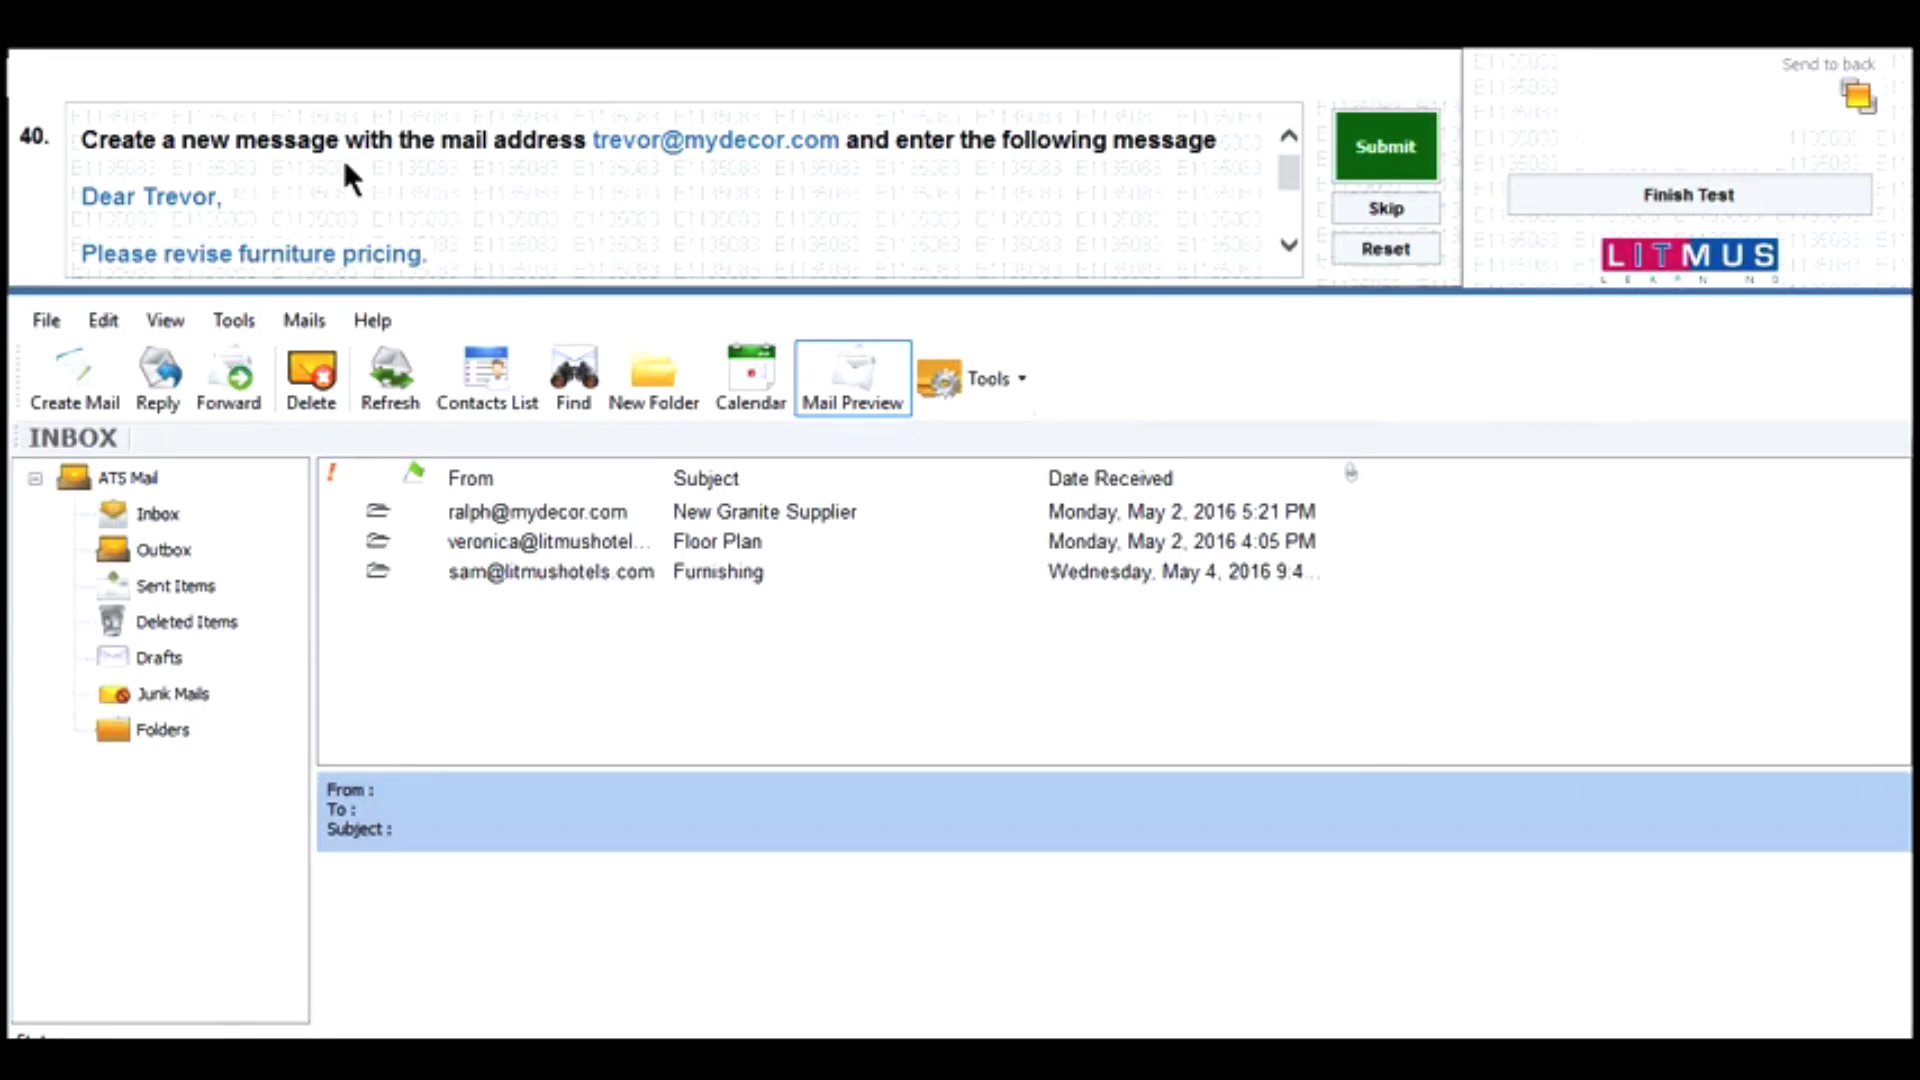 Send to back
40.
Create a new message with the mail address trevor@mydecor.com and enter the following message
Dear Trevor,
Please revise furniture pricing.
Submit
Skip
Reset
Finish Test
LITMUS
File Edit View Tools Mails Help
Create Mail Reply Forward Delete Refresh Contacts List Find New Folder Calendar Mail Preview Tools
INBOX
ATS Mail
Inbox
Outbox
Sent Items
Deleted Items
Drafts
Junk Mails
Folders
From Subject Date Received
ralph@mydecor.com New Granite Supplier Monday, May 2, 2016 5:21 PM
veronica@litmushotel... Floor Plan Monday, May 2, 2016 4:05 PM
sam@litmushotels.com Furnishing Wednesday, May 4, 2016 9:4...
From :
To :
Subject :